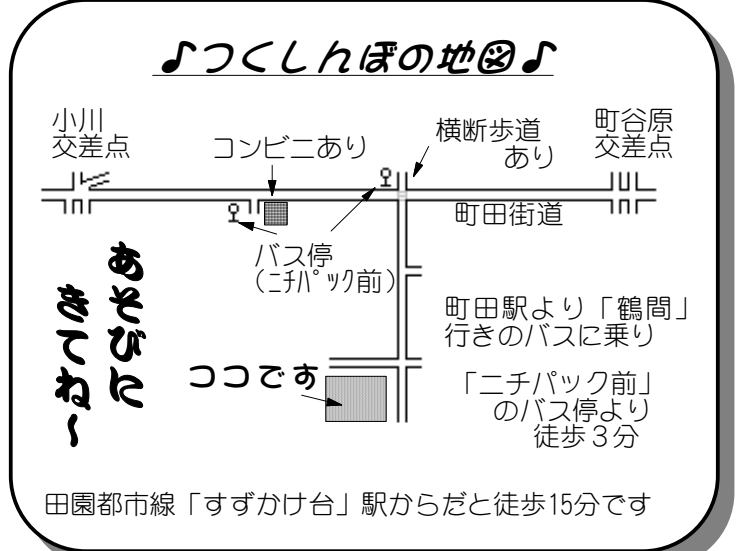 ♪つくしんぼの地図♪
小川
交差点
コンビニあり
横断歩道
あり
町谷原
交差点
町田街道
バス停
(ﾆﾁﾊﾟｯｸ前)
あそびに
きてね～
町田駅より「鶴間」
行きのバスに乗り
ココです
「ニチパック前」
のバス停より
徒歩３分
田園都市線「すずかけ台」駅からだと徒歩15分です